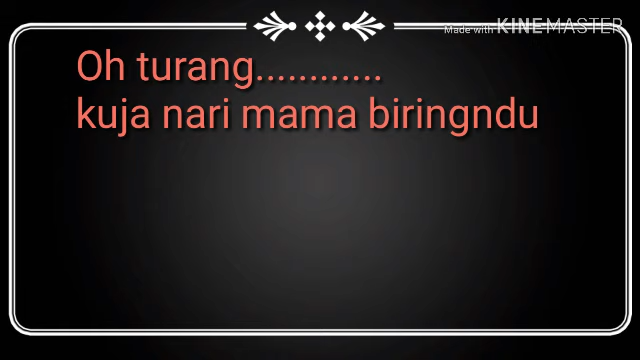 Made with KINEMASTER
Oh turang............
kuja nari mama biringndu